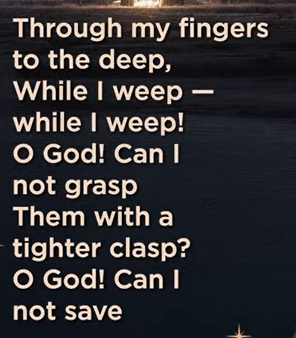 Through my fingers
to the deep,
While I weep —
while I weep!
O God! Can I
not grasp
Them with a
tighter clasp?
O God! Can I
not save